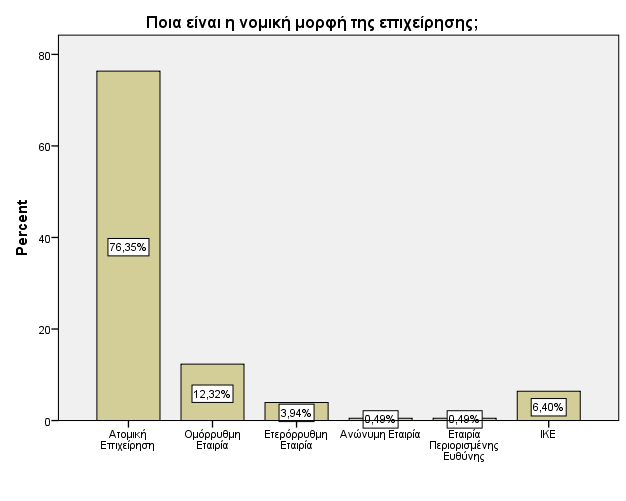 Ποια είναι η νομική μορφή της επιχείρησης;
Percent
80
60
40
20
0
76,35%
12,32%
3,94%
0,49%
0,49%
6,40%
Ατομική
Επιχείρηση
Ομόρρυθμη
Εταιρία
Ετερόρρυθμη
Εταιρία
Ανώνυμη Εταιρία
Εταιρία
Περιορισμένης
Ευθύνης
ΙΚΕ